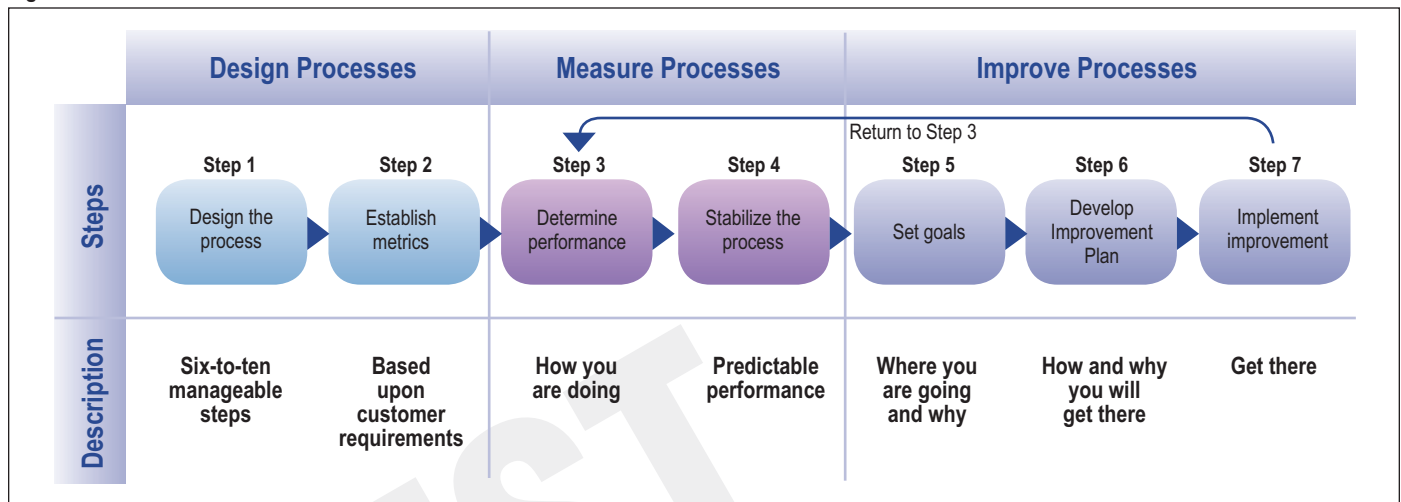 Design Processes
Measure Processes
Improve Processes
Return to Step 3
Steps
Step 1
Step 2
Step 3
Step 4
Step 5
Step 6
Step 7
Design the
process
Establish
metrics
Determine
performance
Stabilize the
process
Set goals
Develop
Improvement
Plan
Implement
improvement
Description
Six-to-ten
manageable
steps
Based
upon
customer
requirements
How you
are doing
Predictable
performance
Where you
are going
and why
How and why
you will
get there
Get there